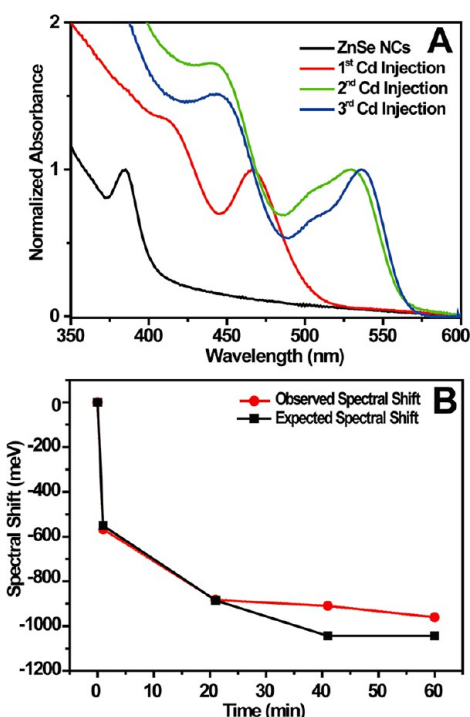 A
ZnSe NCs
1st Cd Injection
2nd Cd Injection
3rd Cd Injection
Normalized Absorbance
2
1
0
350 400 450 500 550 600
Wavelength (nm)
B
Observed Spectral Shift
Expected Spectral Shift
Spectral Shift (meV)
0
-200
-400
-600
-800
-1000
-1200
0 10 20 30 40 50 60
Time (min)